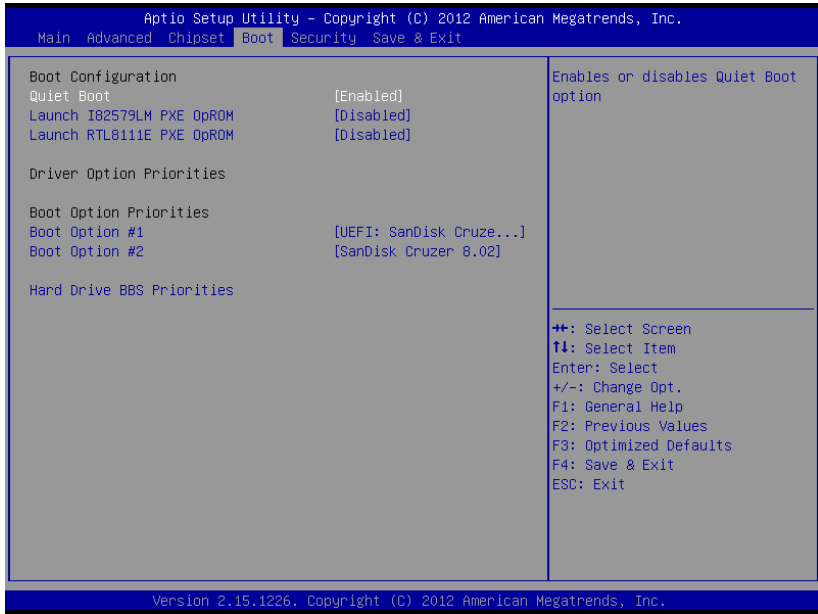 Aptio Setup Utility – Copyright (C) 2012 American Megatrends, Inc.
Main Advanced Chipset Boot Security Save & Exit
Boot Configuration
Quiet Boot [Enabled]
Launch I82579LM PXE OpROM [Disabled]
Launch RTL8111E PXE OpROM [Disabled]
Driver Option Priorities
Boot Option Priorities
Boot Option #1 [UEFI: SanDisk Cruze...]
Boot Option #2 [SanDisk Cruzer 8.02]
Hard Drive BBS Priorities
Enables or disables Quiet Boot
option
→←: Select Screen
↑↓: Select Item
Enter: Select
+/-: Change Opt.
F1: General Help
F2: Previous Values
F3: Optimized Defaults
F4: Save & Exit
ESC: Exit
Version 2.15.1226. Copyright (C) 2012 American Megatrends, Inc.